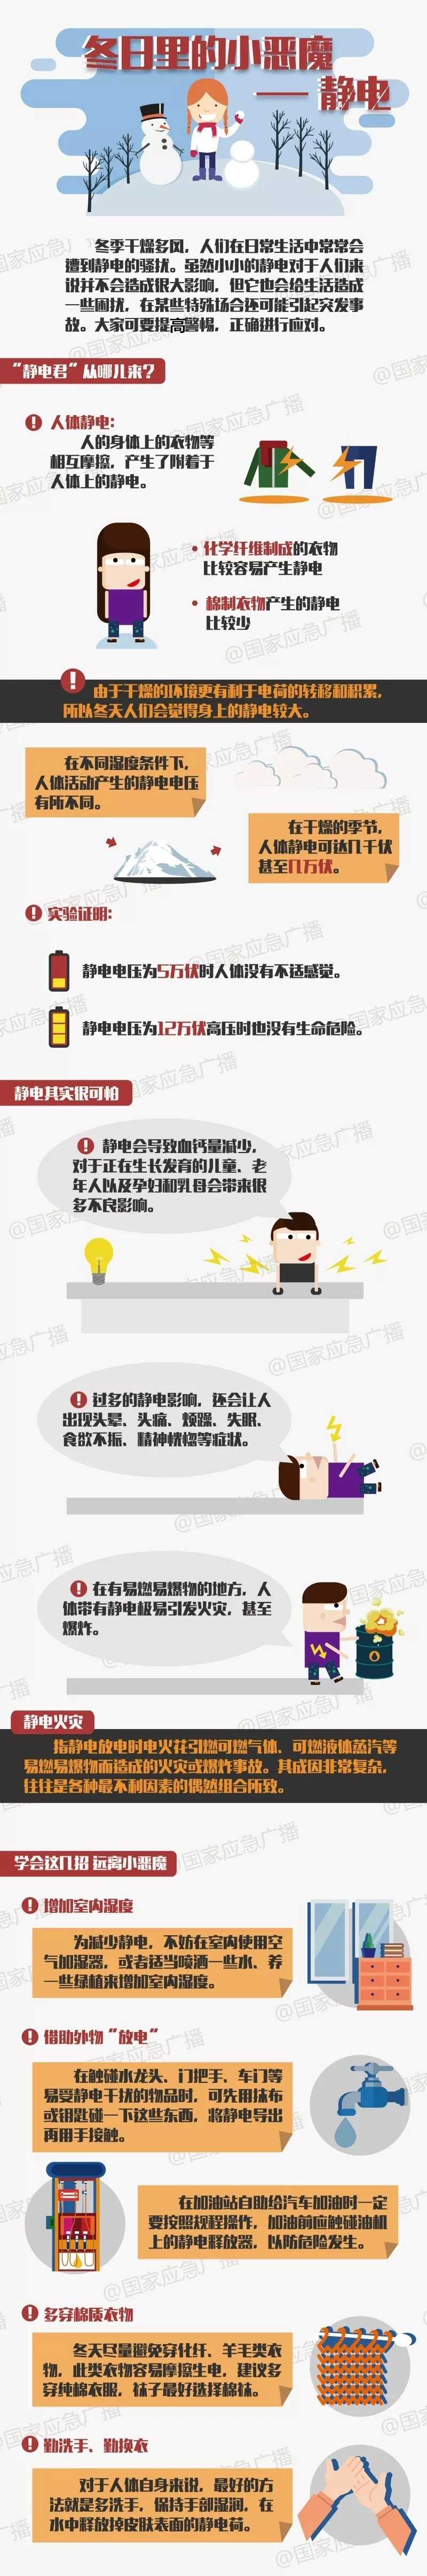 冬日里的小恶魔
——静电
冬季干燥多风，人们在日常生活中常常会
遭到静电的骚扰。虽然小小的静电对于人们来
说并不会造成很大影响，但它也会给生活造成
一些困扰，在某些特殊场合还可能引起突发事
故。大家可要提高警惕，正确进行应对。
“静电君”从哪儿来？
人体静电：
人的身体上的衣物等
相互摩擦，产生了附着于
人体上的静电。
化学纤维制成的衣物
比较容易产生静电
棉制衣物产生的静电
比较少
由于干燥的环境更有利于电荷的转移和积累，
所以冬天人们会觉得身上的静电较大。
在不同湿度条件下，
人体活动产生的静电电压
有所不同。
在干燥的季节，
人体静电可达几千伏
甚至几万伏。
实验证明：
静电电压为5万伏时人体没有不适感觉。
静电电压为12万伏高压时也没有生命危险。
静电其实很可怕
静电会导致血钙量减少，
对于正在生长发育的儿童、老
年人以及孕妇和乳母会带来很
多不良影响。
过多的静电影响，还会让人
出现头晕、头痛、烦躁、失眠、
食欲不振、精神恍惚等症状。
在有易燃易爆物的地方，人
体带有静电极易引发火灾，甚至
爆炸。
静电火灾
指静电放电时电火花引燃可燃气体、可燃液体蒸汽等
易燃易爆物而造成的火灾或爆炸事故。其成因非常复杂，
往往是各种最不利因素的偶然组合所致。
学会这几招 远离小恶魔
增加室内湿度
为减少静电，不妨在室内使用空
气加湿器，或者适当喷洒一些水、养
一些绿植来增加室内湿度。
借助外物“放电”
在触碰水龙头、门把手、车门等
易受静电干扰的物品时，可先用抹布
或钥匙碰一下这些东西，将静电导出
再用手接触。
在加油站自助给汽车加油时一定
要按照规程操作，加油前应触碰油机
上的静电释放器，以防危险发生。
多穿棉质衣物
冬天尽量避免穿化纤、羊毛类衣
物，此类衣物容易摩擦生电，建议多
穿纯棉衣服，袜子最好选择棉袜。
勤洗手、勤换衣
对于人体自身来说，最好的方
法就是多洗手，保持手部湿润，在
水中释放掉皮肤表面的静电荷。
@国家应急广播